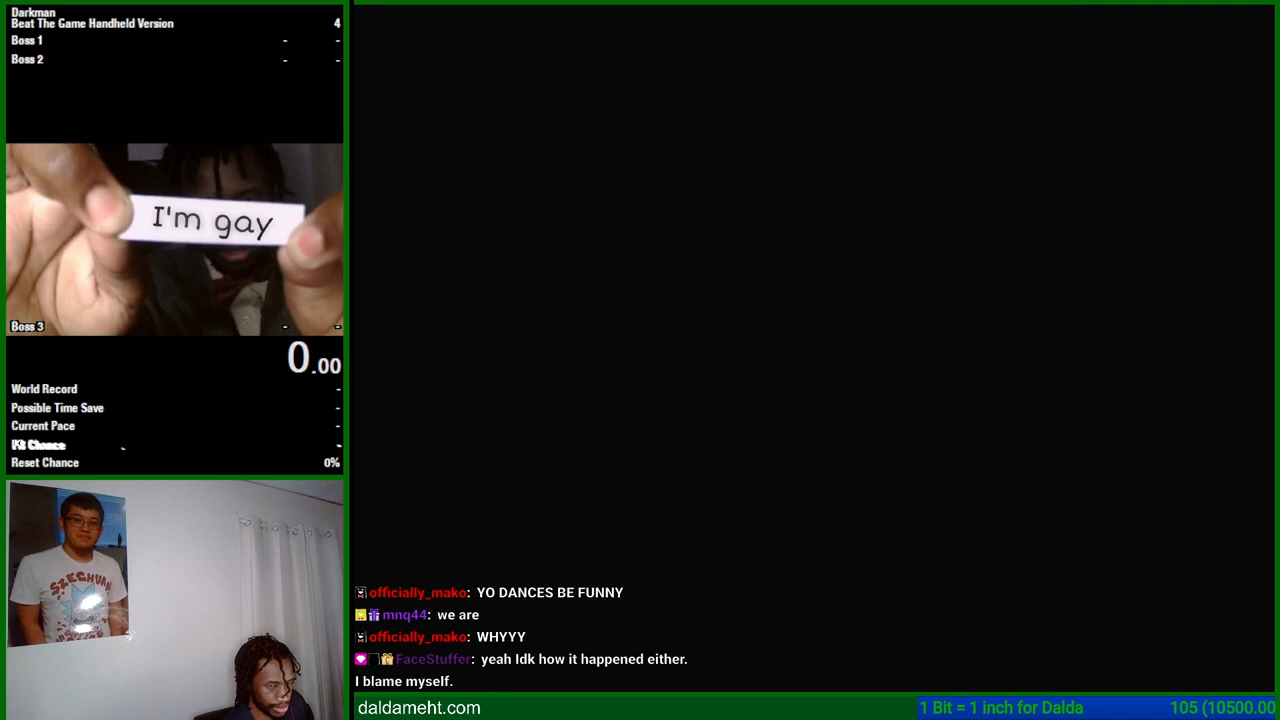 Darkman
Beat The Game Handheld Version 4
Boss 1 - -
Boss 2 - -
I'm gay
Boss 3 - -
0.00
World Record -
Possible Time Save -
Current Pace -
Reset Chance 0%
SZECHUAN
officially_mako: YO DANCES BE FUNNY
mnq44: we are
officially_mako: WHYYY
FaceStuffer: yeah Idk how it happened either.
I blame myself.
daldameht.com
1 Bit = 1 inch for Dalda 105 (10500.00